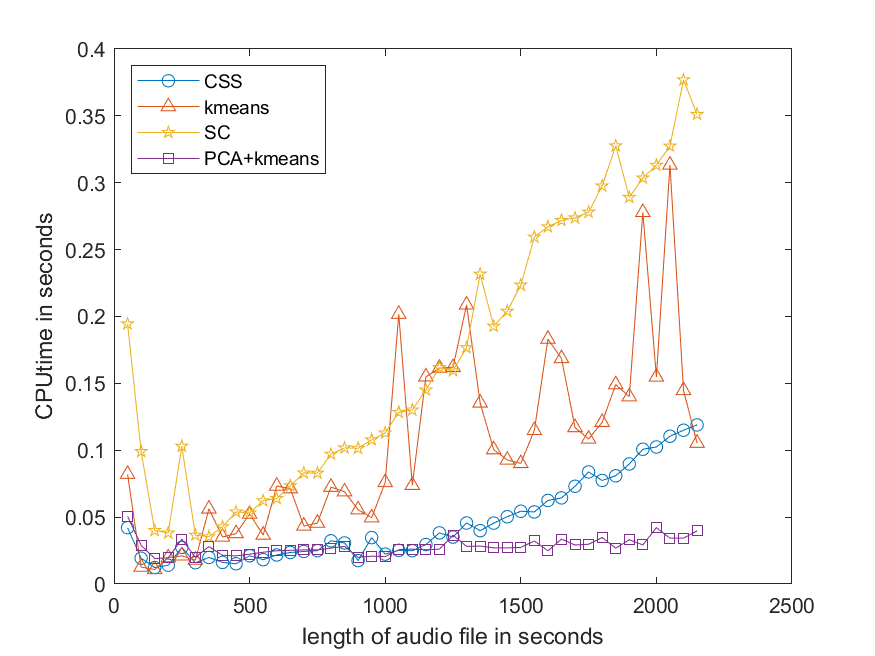 0.4
0.35
0.3
0.25
0.2
0.15
0.1
0.05
0
CPUtime in seconds
CSS
kmeans
SC
PCA+kmeans
0 500 1000 1500 2000 2500
length of audio file in seconds